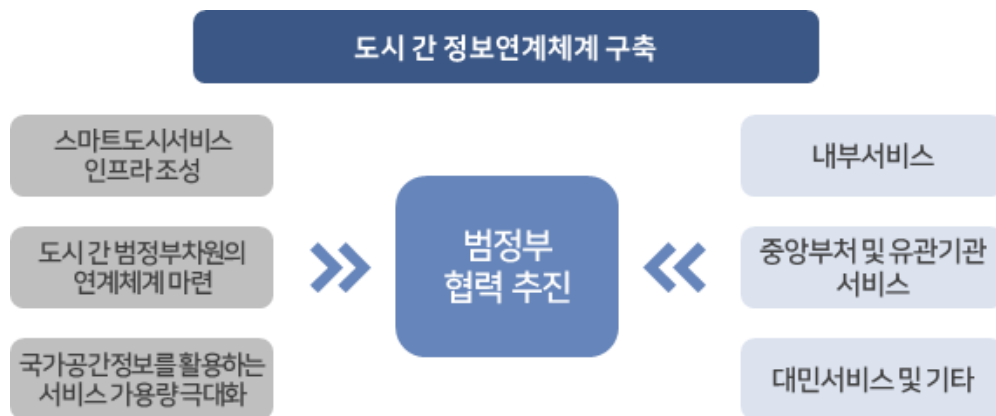 도시 간 정보연계체계 구축
스마트도시서비스
인프라 조성
도시 간 범정부차원의
연계체계 마련
국가공간정보를 활용하는
서비스 가용량 극대화
범정부
협력 추진
내부서비스
중앙부처 및 유관기관
서비스
대민서비스 및 기타